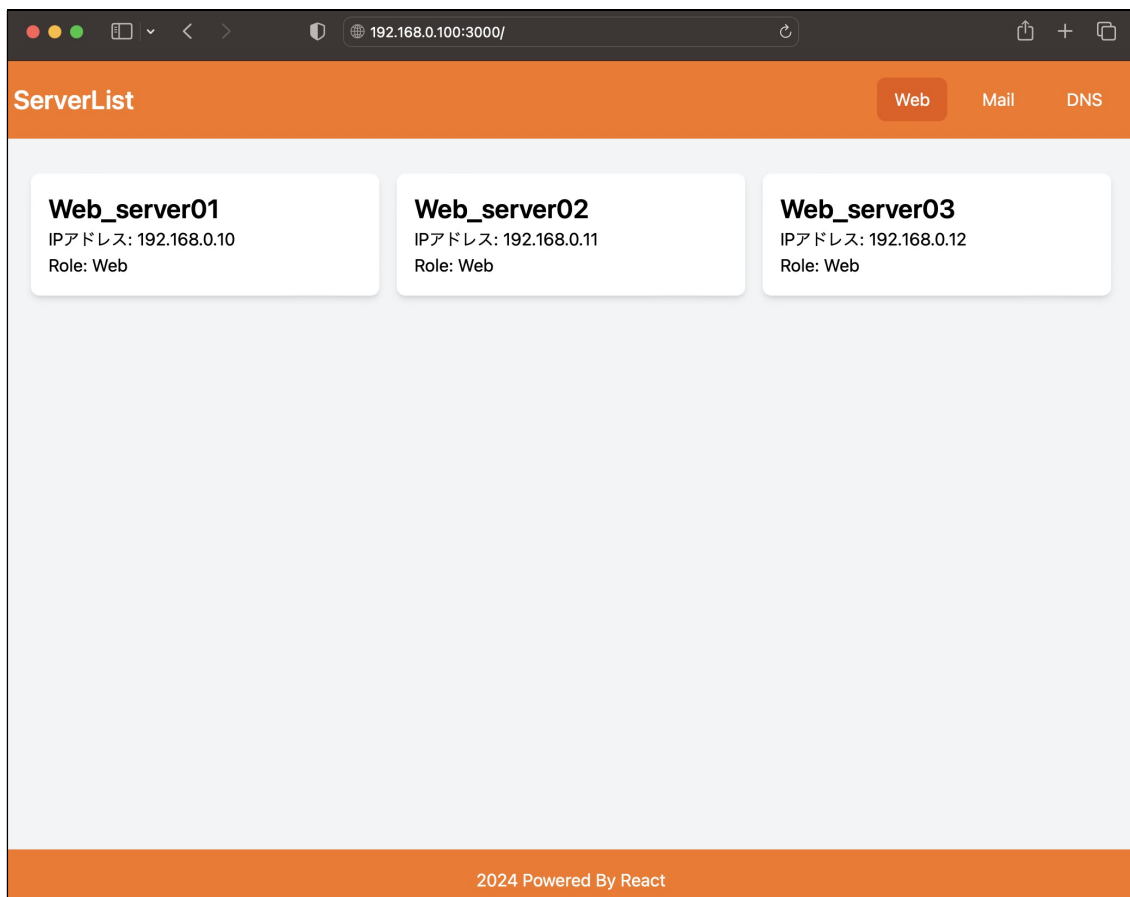 192.168.0.100:3000/
ServerList
Web
Mail
DNS
Web_server01
IPアドレス: 192.168.0.10
Role: Web
Web_server02
IPアドレス: 192.168.0.11
Role: Web
Web_server03
IPアドレス: 192.168.0.12
Role: Web
2024 Powered By React